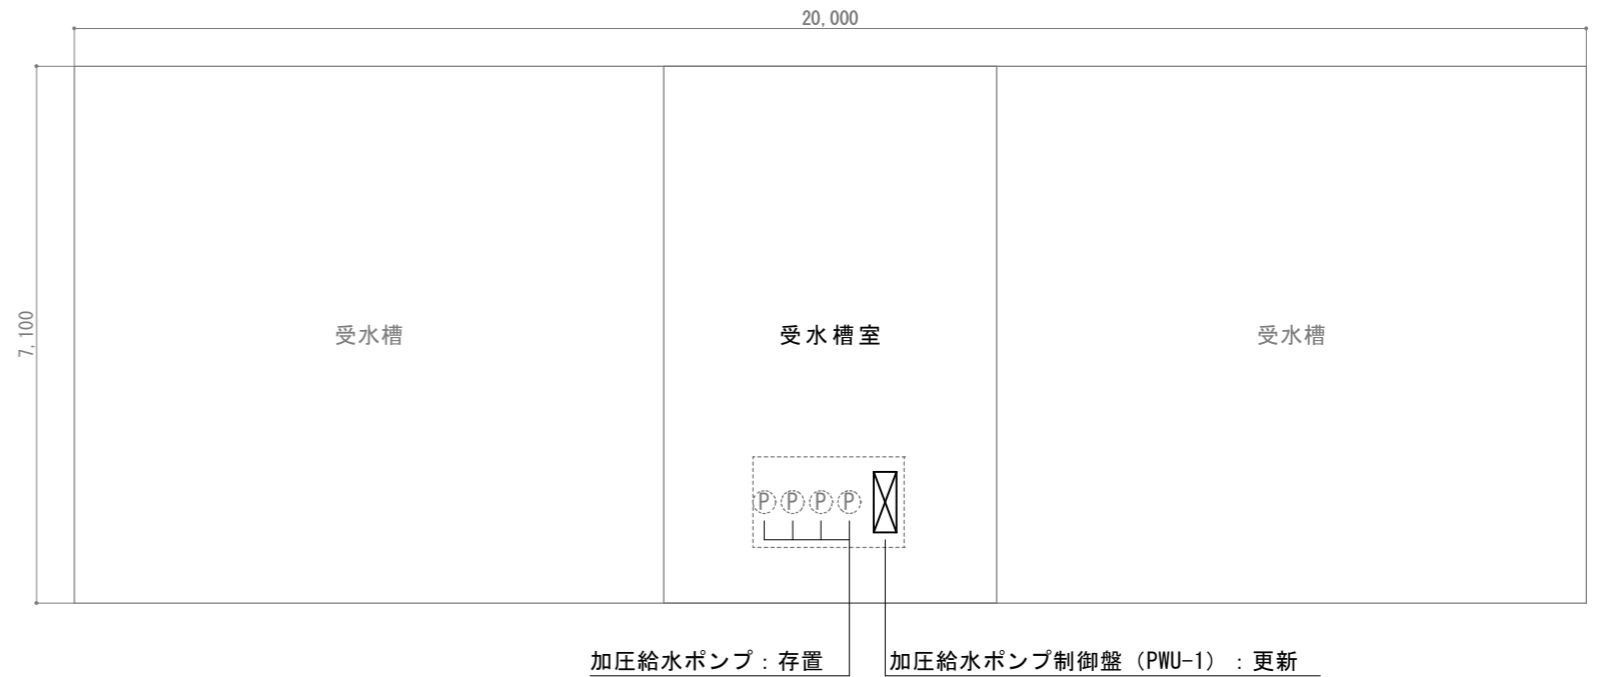 20,000
7,100
受水槽
受水槽室
受水槽
P P P P
加圧給水ポンプ：存置
加圧給水ポンプ制御盤（PWU-1）：更新